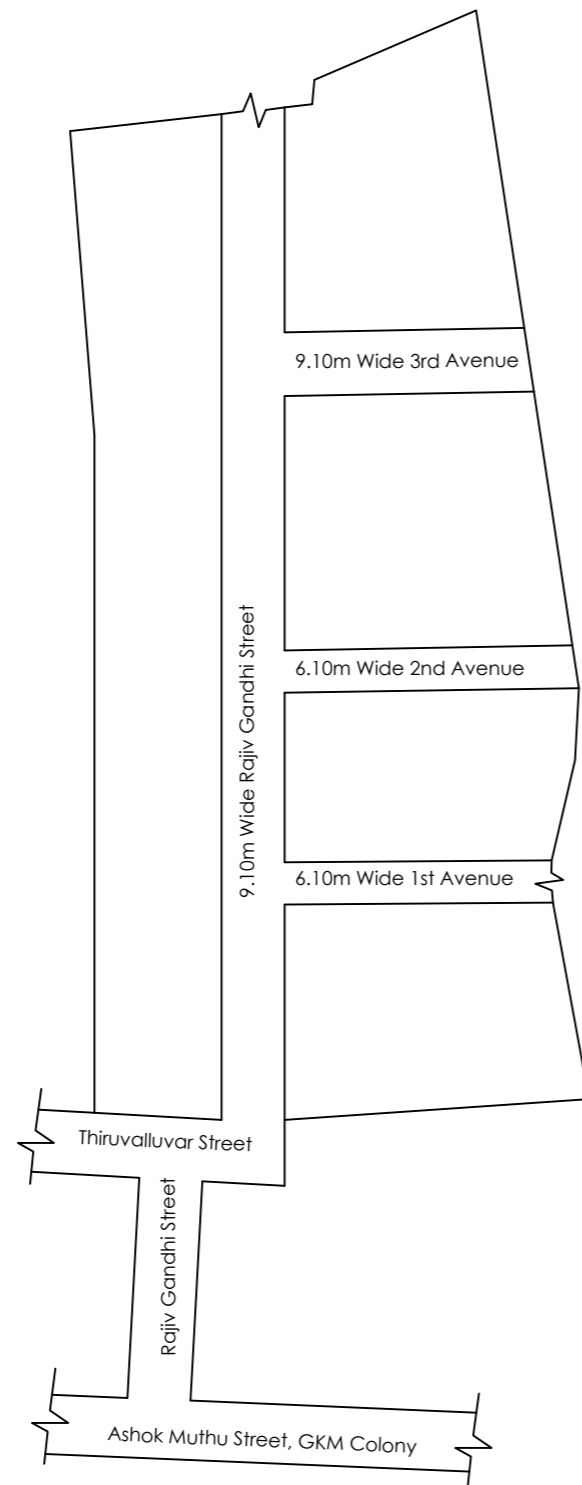 9.10m Wide 3rd Avenue
9.10m Wide Rajiv Gandhi Street
6.10m Wide 2nd Avenue
6.10m Wide 1st Avenue
Thiruvalluvar Street
Rajiv Gandhi Street
Ashok Muthu Street, GKM Colony